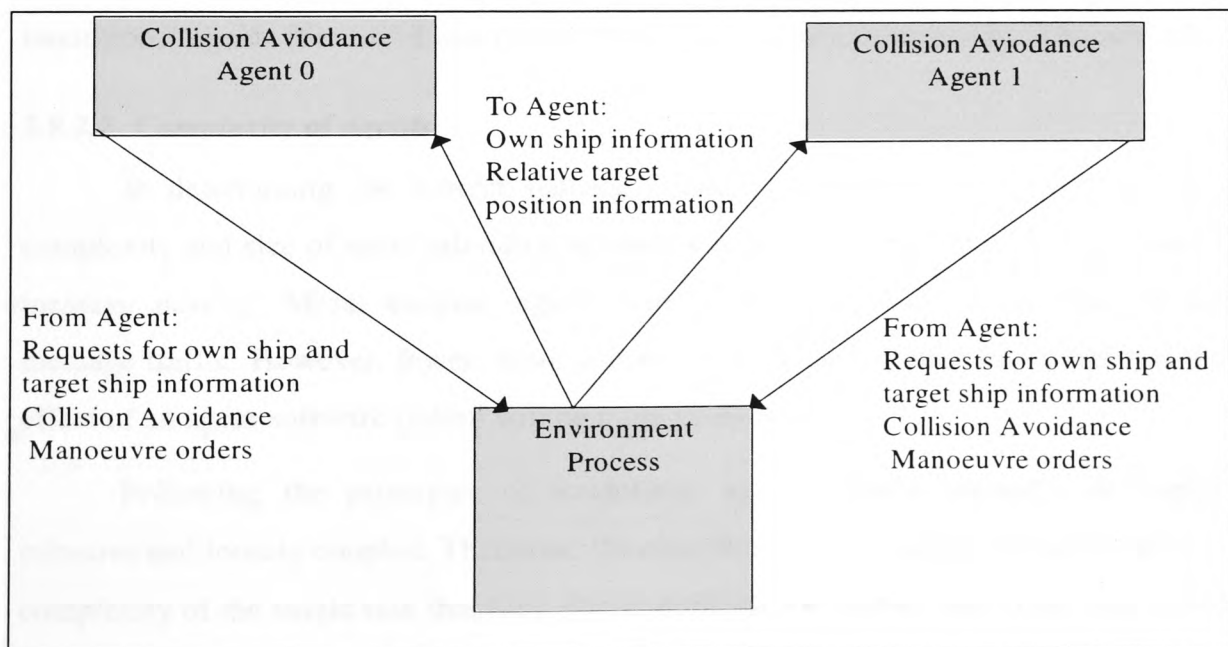 Collision Aviodance
Agent 0
Collision Aviodance
Agent 1
To Agent:
Own ship information
Relative target
position information
From Agent:
Requests for own ship and
target ship information
Collision Avoidance
Manoeuvre orders
From Agent:
Requests for own ship and
target ship information
Collision Avoidance
Manoeuvre orders
Environment
Process